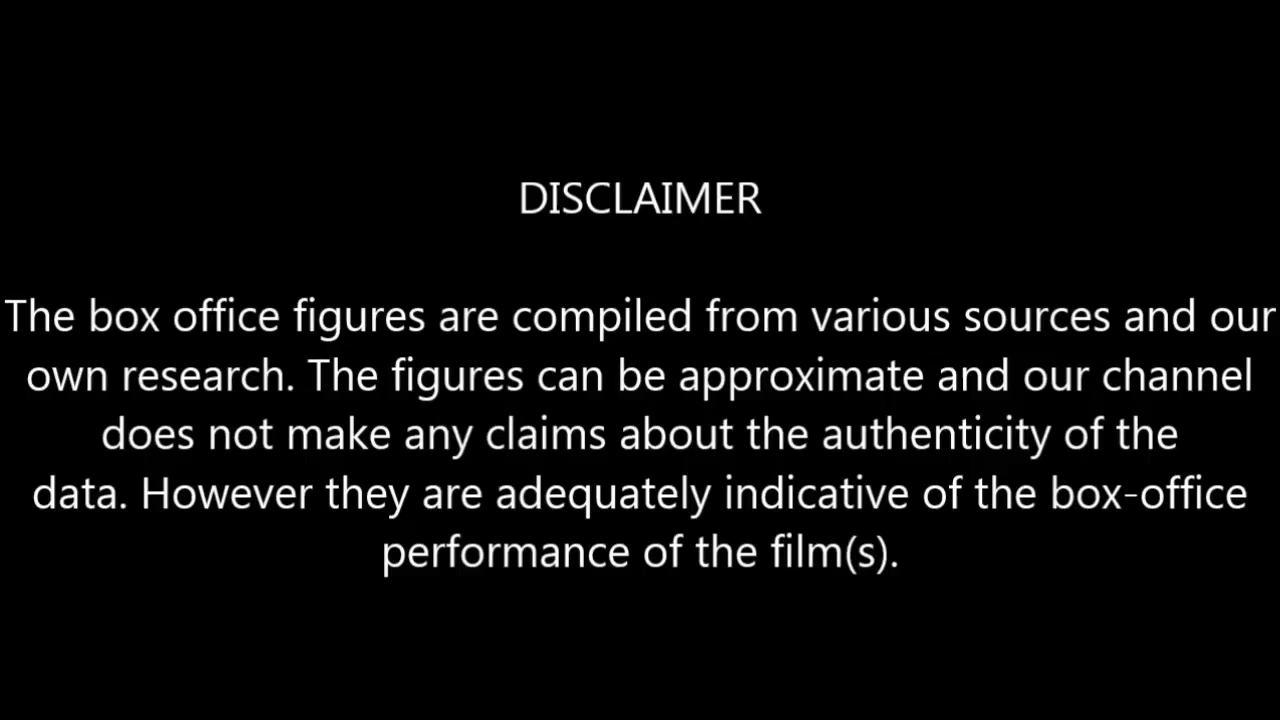 DISCLAIMER
The box office figures are compiled from various sources and our
own research. The figures can be approximate and our channel
does not make any claims about the authenticity of the
data. However they are adequately indicative of the box-office
performance of the film(s).